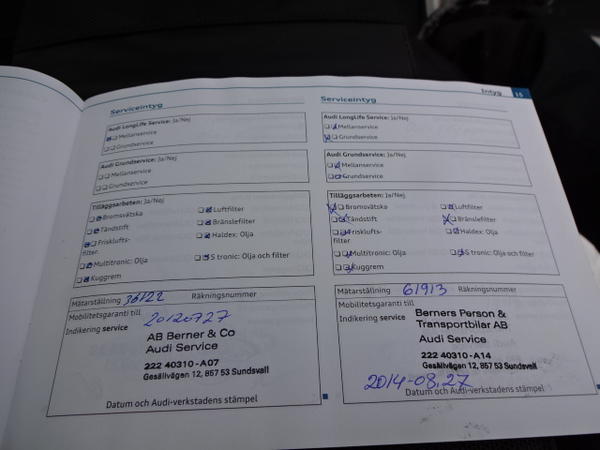 Intyg 15
Serviceintyg
Audi LongLife Service: Ja/Nej
Mellanservice
Grundservice
Audi Grundservice: Ja/Nej
Mellanservice
Grundservice
Tilläggsarbeten: Ja/Nej
Bromsvätska
Luftfilter
Tändstift
Bränslefilter
Frisklufts-
filter
Haldex: Olja
Multitronic: Olja
S tronic: Olja och filter
Kuggrem
Mätarställning 36122 Räkningsnummer
Mobilitetsgaranti till
Indikering service 20120727
AB Berner & Co
Audi Service
222 40310-A07
Gesällvägen 12, 857 53 Sundsvall
Datum och Audi-verkstadens stämpel
Serviceintyg
Audi LongLife Service: Ja/Nej
Mellanservice
Grundservice
Audi Grundservice: Ja/Nej
Mellanservice
Grundservice
Tilläggsarbeten: Ja/Nej
Bromsvätska
Luftfilter
Tändstift
Bränslefilter
Frisklufts-
filter
Haldex: Olja
Multitronic: Olja
S tronic: Olja och filter
Kuggrem
Mätarställning 61913 Räkningsnummer
Mobilitetsgaranti till
Indikering service
Berners Person &
Transportbilar AB
Audi Service
222 40310-A14
Gesällvägen 12, 857 53 Sundsvall
2014-08.27
Datum och Audi-verkstadens stämpel